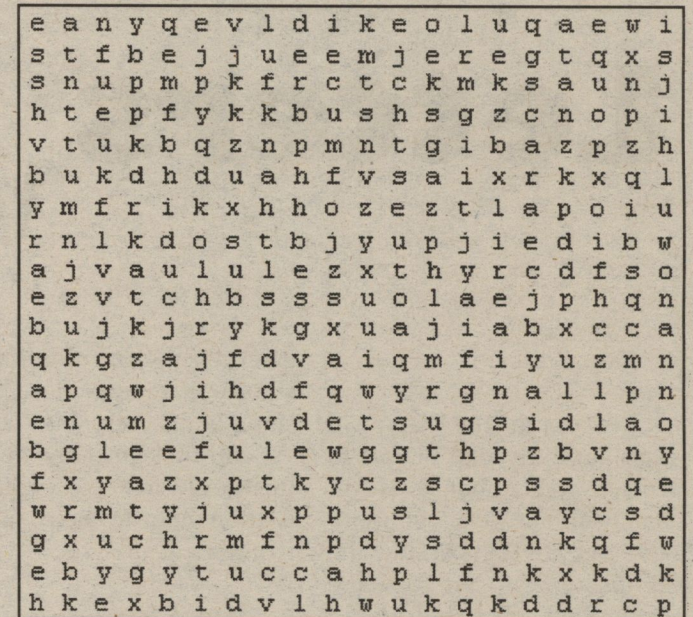 e a n y q e v l d i k e o l u q a e w i
s t f b e j j u e e m j e r e g t q x s
s n u p m p k f r c t c k m k s a u n j
h t e p f y k k b u s h s g z c n o p i
v t u k b q z n p m n t g i b a z p z h
b u k d h d u a h f v s a i x r k x q l
y m f r i k x h h o z e z t l a p o i u
r n l k d o s t b j y u p j i e d i b w
a j v a u l u l e z x t h y r c d f s o
e z v t c h b s s s u o l a e j p h q n
b u j k j r y k g x u a j i a b x c c a
q k g z a j f d v a i q m f i y u z m n
a p q w j i h d f q w y r g n a l l p n
e n u m z j u v d e t s u g s i d l a o
b g l e e f u l e w g g t h p z b v n y
f x y a z x p t k y c z s c p s s d q e
w r m t y j u x p p u s l j v a y c s d
g x u c h r m f n p d y s d d n k q f w
e b y g y t u c c a h p l f n k x k d k
h k e x b i d v l h w u k q k d d r c p